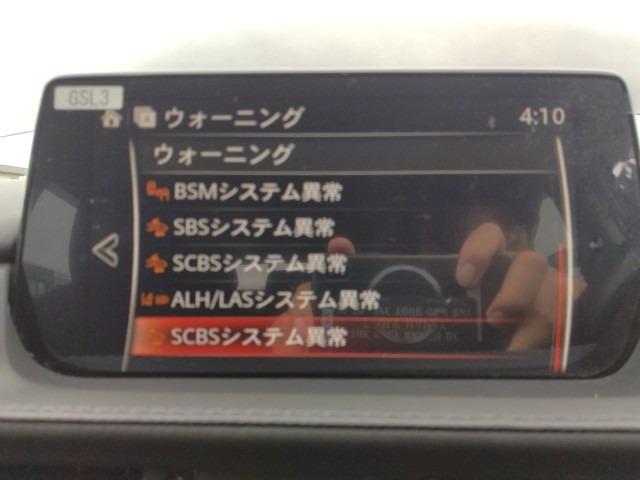 GSL3
ウォーニング 4:10
ウォーニング
BSMシステム異常
SBSシステム異常
SCBSシステム異常
ALH/LASシステム異常
SCBSシステム異常